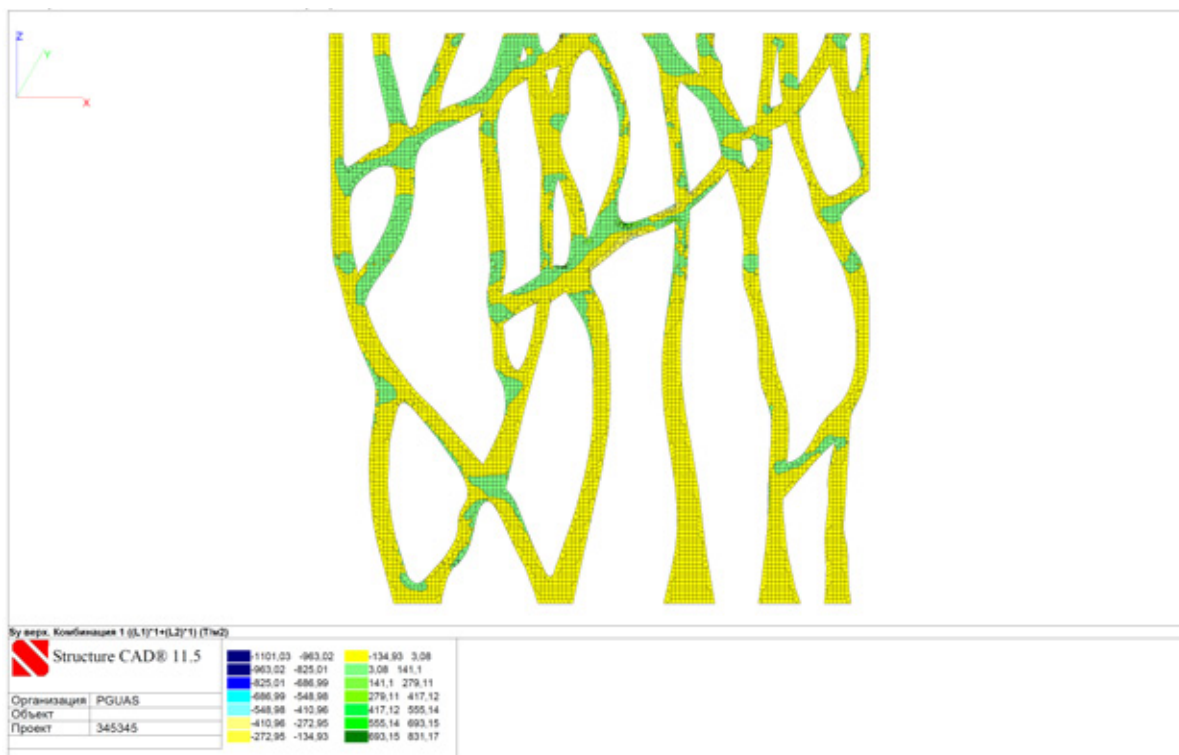 Z
Y
X
Sy верх. Комбинация 1 ((L1)*1+(L2)*1) (Т/м2)
Structure CAD® 11.5
Организация PGUAS
Объект
Проект 345345
-1101,03 -963,02
-963,02 -825,01
-825,01 -686,99
-686,99 -548,98
-548,98 -410,96
-410,96 -272,95
-272,95 -134,93
-134,93 3,08
3,08 141,1
141,1 279,11
279,11 417,12
417,12 555,14
555,14 693,15
693,15 831,17